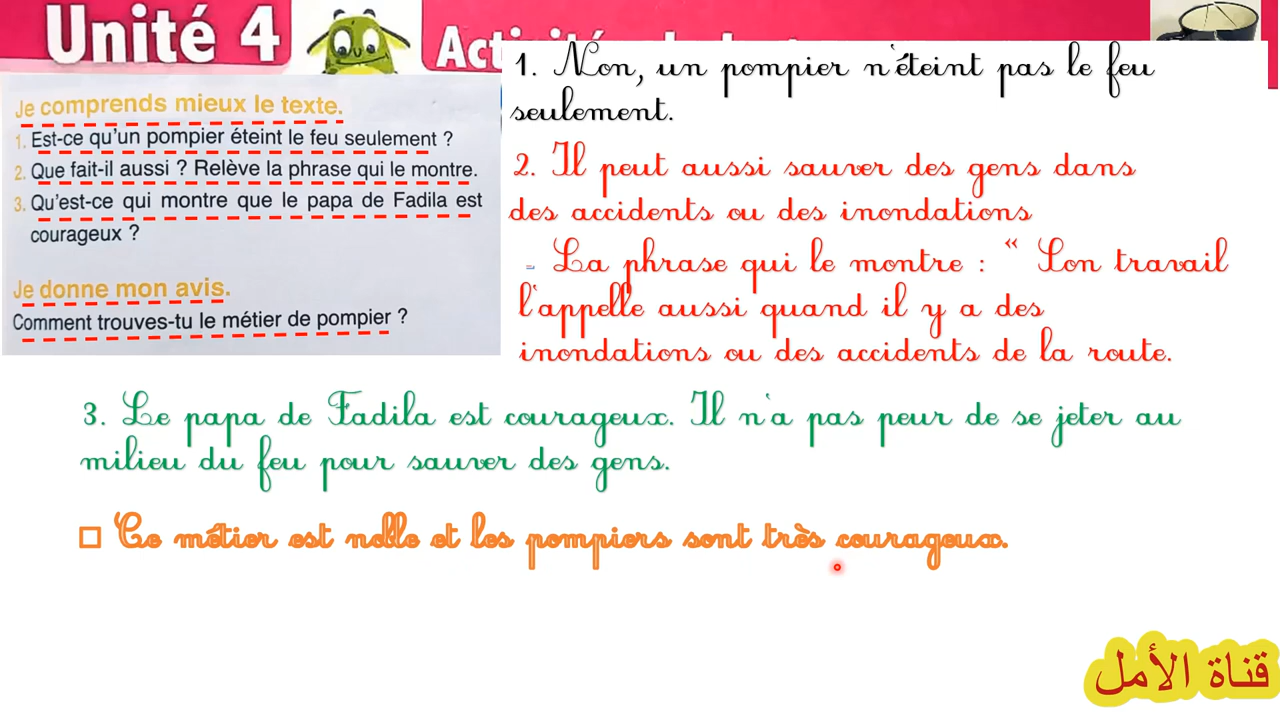 Unité 4
Je comprends mieux le texte.
1. Est-ce qu'un pompier éteint le feu seulement ?
2. Que fait-il aussi ? Relève la phrase qui le montre.
3. Qu'est-ce qui montre que le papa de Fadila est
courageux ?
Je donne mon avis.
Comment trouves-tu le métier de pompier ?
1. Non, un pompier n'éteint pas le feu
seulement.
2. Il peut aussi sauver des gens dans
des accidents ou des inondations
- La phrase qui le montre : “ Son travail
l'appelle aussi quand il y a des
inondations ou des accidents de la route.
3. Le papa de Fadila est courageux. Il n'a pas peur de se jeter au
milieu du feu pour sauver des gens.
Ce métier est noble et les pompiers sont très courageux.
قناة الأمل